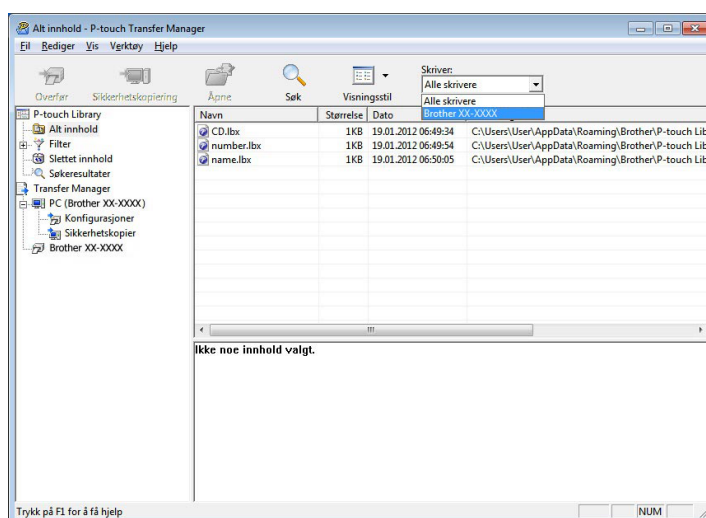 Alt innhold - P-touch Transfer Manager
Fil Rediger Vis Verktøy Hjelp
Overfør Sikkerhetskopiering Åpne Søk Visningsstil
Skriver:
Alle skrivere
Alle skrivere
Brother XX-XXXX
P-touch Library
Alt innhold
Filter
Slettet innhold
Søkeresultater
Transfer Manager
PC (Brother XX-XXXX)
Konfigurasjoner
Sikkerhetskopier
Brother XX-XXXX
Navn Størrelse Dato
CD.lbx 1KB 19.01.2012 06:49:34 C:\Users\User\AppData\Roaming\Brother\P-touch Lib
number.lbx 1KB 19.01.2012 06:49:54 C:\Users\User\AppData\Roaming\Brother\P-touch Lib
name.lbx 1KB 19.01.2012 06:50:05 C:\Users\User\AppData\Roaming\Brother\P-touch Lib
Ikke noe innhold valgt.
Trykk på F1 for å få hjelp NUM